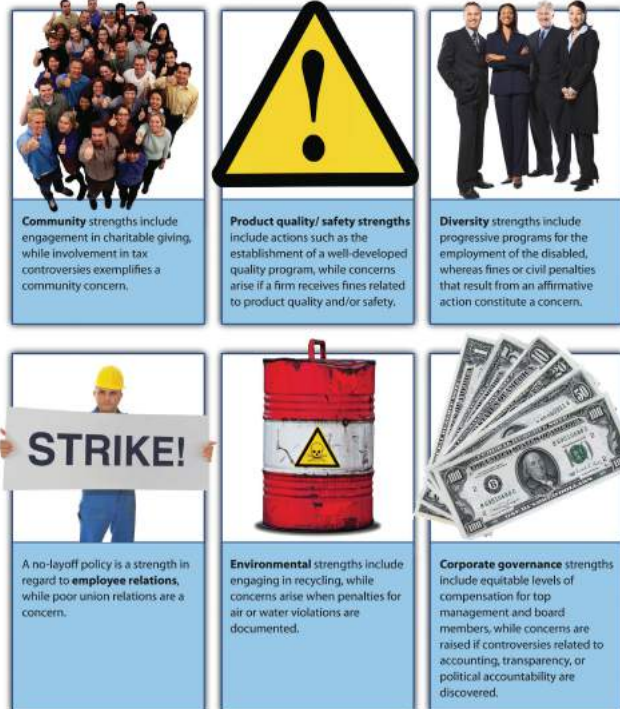 Community strengths include
engagement in charitable giving,
while involvement in tax
controversies exemplifies a
community concern.
Product quality/ safety strengths
include actions such as the
establishment of a well-developed
quality program, while concerns
arise if a firm receives fines related
to product quality and/or safety.
Diversity strengths include
progressive programs for the
employment of the disabled,
whereas fines or civil penalties
that result from an affirmative
action constitute a concern.
STRIKE!
A no-layoff policy is a strength in
regard to employee relations,
while poor union relations are a
concern.
Environmental strengths include
engaging in recycling, while
concerns arise when penalties for
air or water violations are
documented.
Corporate governance strengths
include equitable levels of
compensation for top
management and board
members, while concerns are
raised if controversies related to
accounting, transparency, or
political accountability are
discovered.